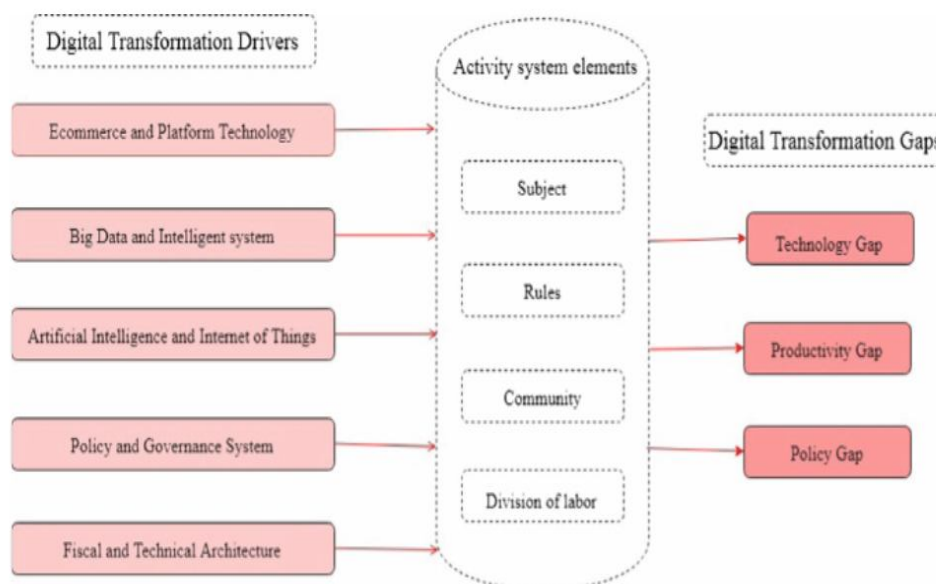 Digital Transformation Drivers
Ecommerce and Platform Technology
Big Data and Intelligent system
Artificial Intelligence and Internet of Things
Policy and Governance System
Fiscal and Technical Architecture
Activity system elements
Subject
Rules
Community
Division of labor
Digital Transformation Gaps
Technology Gap
Productivity Gap
Policy Gap